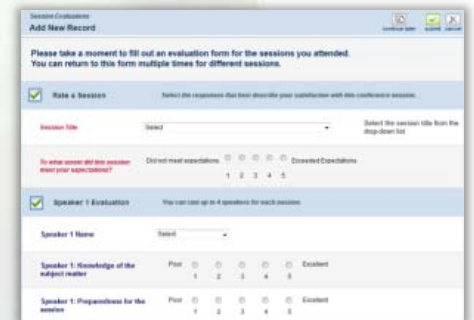 Session Evaluations
Add New Record
continue later submit cancel
Please take a moment to fill out an evaluation form for the sessions you attended.
You can return to this form multiple times for different sessions.
Rate a Session Select the responses that best describe your satisfaction with this conference session.
Session Title Select Select the session title from the
drop-down list
To what extent did this session Did not meet expectations Exceeded Expectations
meet your expectations?
1 2 3 4 5
Speaker 1 Evaluation You can rate up to 4 speakers for each session.
Speaker 1 Name Select
Speaker 1: Knowledge of the Poor Excellent
subject matter 1 2 3 4 5
Speaker 1: Preparedness for the Poor Excellent
session 1 2 3 4 5